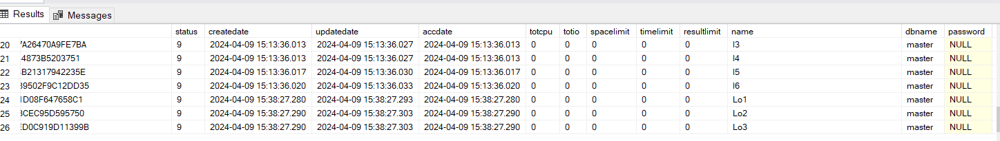 Results Messages
status createdate updatedate accdate totcpu totio spacelimit timelimit resultlimit name dbname password
20 7A26470A9FE7BA 9 2024-04-09 15:13:36.013 2024-04-09 15:13:36.027 2024-04-09 15:13:36.013 0 0 0 0 0 l3 master NULL
21 4873B5203751 9 2024-04-09 15:13:36.013 2024-04-09 15:13:36.027 2024-04-09 15:13:36.013 0 0 0 0 0 l4 master NULL
22 B21317942235E 9 2024-04-09 15:13:36.017 2024-04-09 15:13:36.030 2024-04-09 15:13:36.017 0 0 0 0 0 l5 master NULL
23 39502F9C12DD35 9 2024-04-09 15:13:36.020 2024-04-09 15:13:36.033 2024-04-09 15:13:36.020 0 0 0 0 0 l6 master NULL
24 1D08F647658C1 9 2024-04-09 15:38:27.280 2024-04-09 15:38:27.293 2024-04-09 15:38:27.280 0 0 0 0 0 Lo1 master NULL
25 3CEC95D595750 9 2024-04-09 15:38:27.290 2024-04-09 15:38:27.303 2024-04-09 15:38:27.290 0 0 0 0 0 Lo2 master NULL
26 ED0C919D11399B 9 2024-04-09 15:38:27.290 2024-04-09 15:38:27.303 2024-04-09 15:38:27.290 0 0 0 0 0 Lo3 master NULL